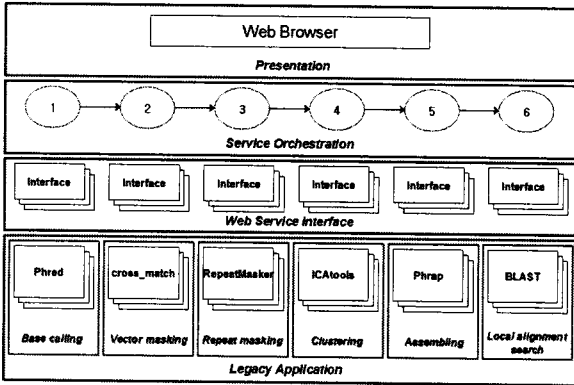 Web Browser
Presentation
1 2 3 4 5 6
Service Orchestration
Interface Interface Interface Interface Interface Interface
Web Service Interface
Phred cross_match RepeatMasker ICAtools Phrap BLAST
Base calling Vector masking Repeat masking Clustering Assembling Local alignment search
Legacy Application